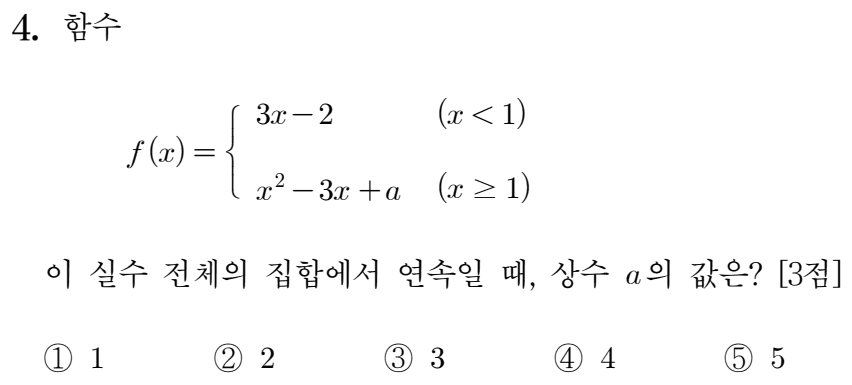 4. 함수
f(x) = { 3x-2 (x < 1)
x² - 3x + a (x ≥ 1)
이 실수 전체의 집합에서 연속일 때, 상수 a의 값은? [3점]
① 1 ② 2 ③ 3 ④ 4 ⑤ 5